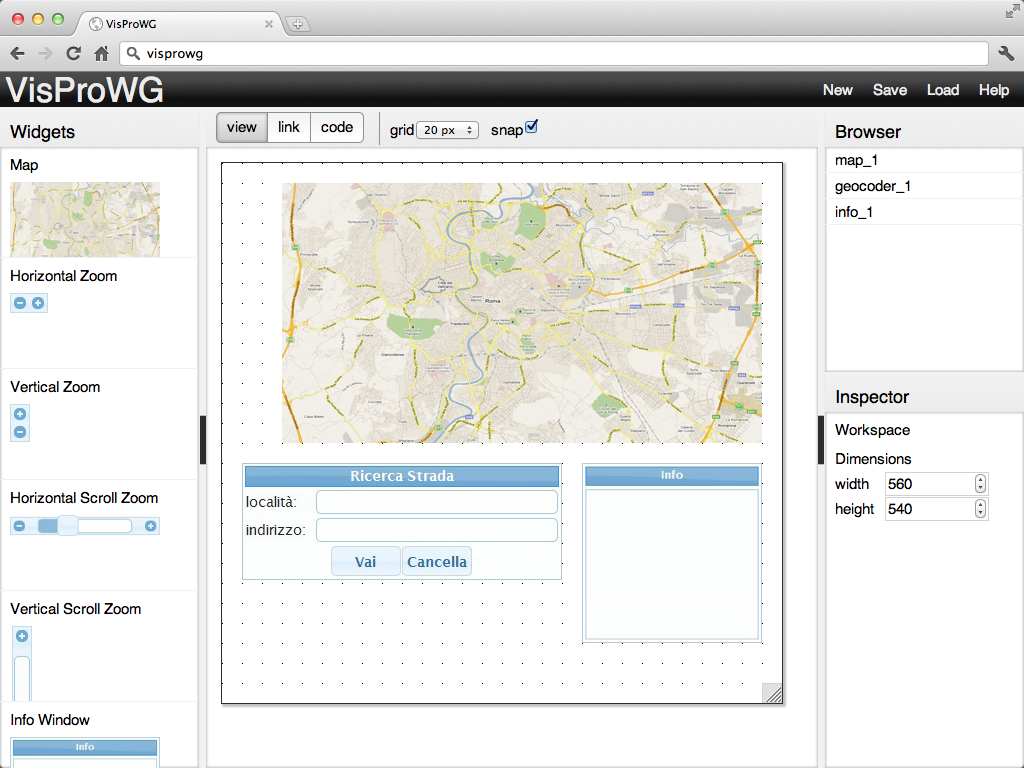 VisProWG
visprowg
VisProWG
New Save Load Help
Widgets
view link code
grid 20 px
snap
Browser
Map
map_1
geocoder_1
info_1
Horizontal Zoom
Vertical Zoom
Horizontal Scroll Zoom
Vertical Scroll Zoom
Info Window
Info
Roma
Ricerca Strada
località:
indirizzo:
Vai Cancella
Info
Inspector
Workspace
Dimensions
width 560
height 540